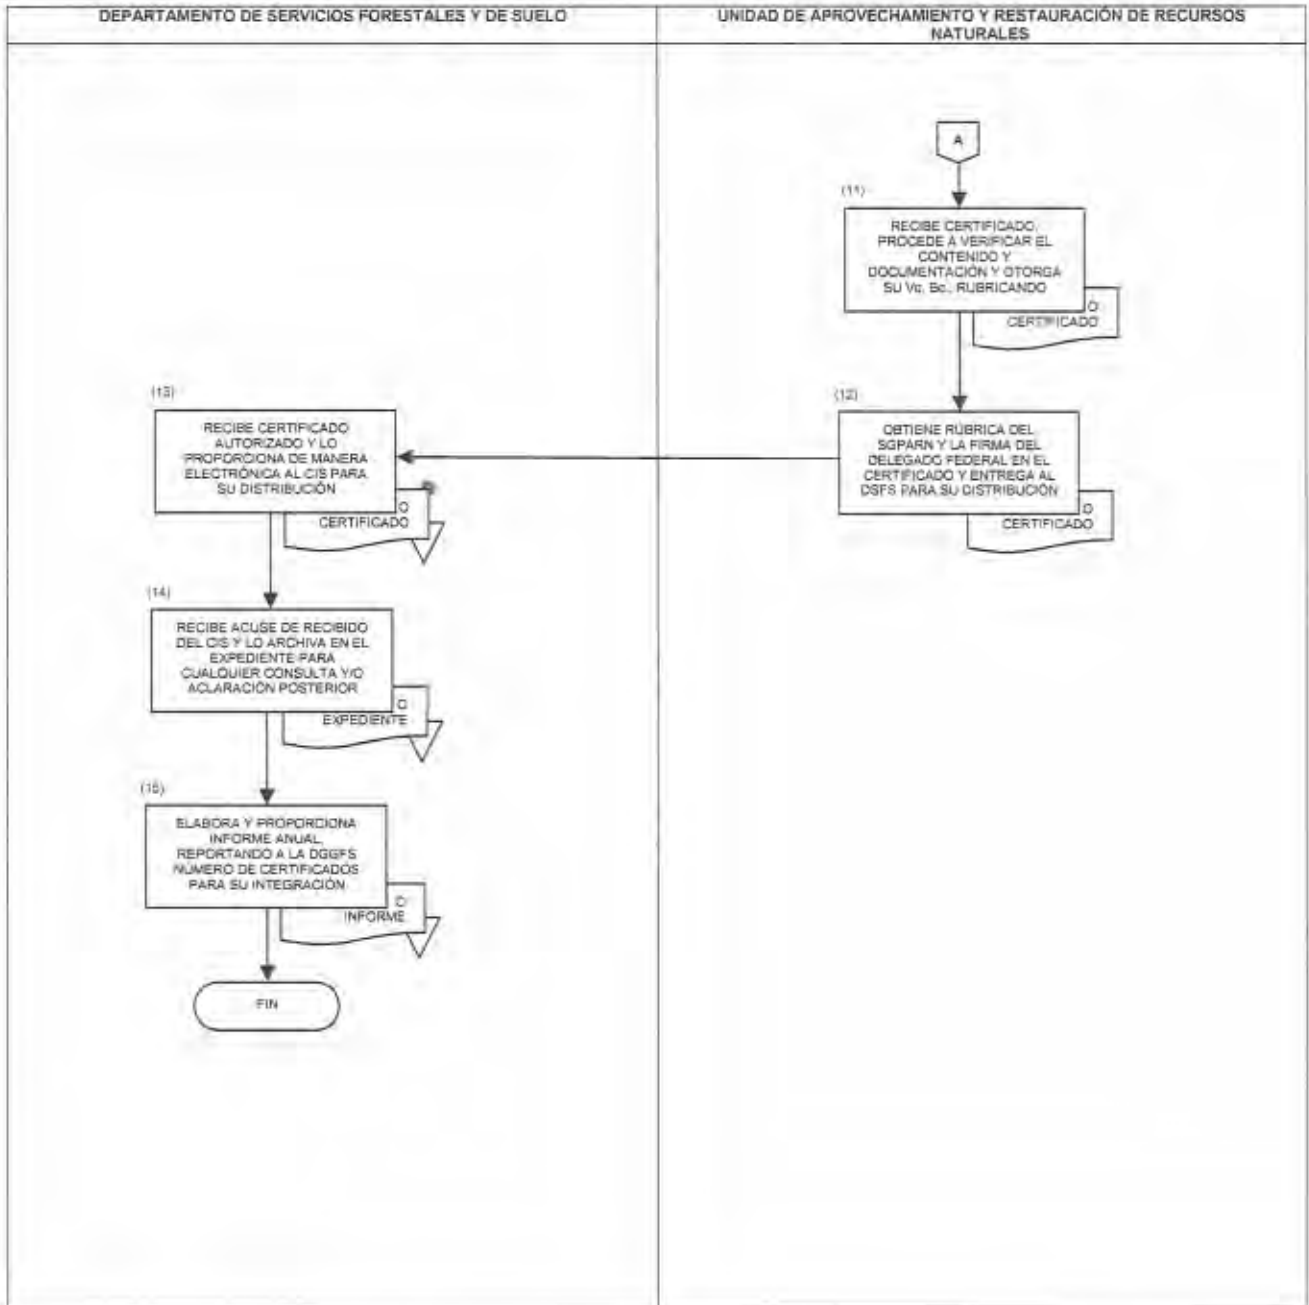 DEPARTAMENTO DE SERVICIOS FORESTALES Y DE SUELO
UNIDAD DE APROVECHAMIENTO Y RESTAURACIÓN DE RECURSOS
NATURALES
A
(11)
RECIBE CERTIFICADO,
PROCEDE A VERIFICAR EL
CONTENIDO Y
DOCUMENTACIÓN Y OTORGA
SU Vo. Bo., RUBRICANDO
O
CERTIFICADO
(12)
OBTIENE RÚBRICA DEL
SGPARN Y LA FIRMA DEL
DELEGADO FEDERAL EN EL
CERTIFICADO Y ENTREGA AL
DSFS PARA SU DISTRIBUCIÓN
O
CERTIFICADO
(13)
RECIBE CERTIFICADO
AUTORIZADO Y LO
PROPORCIONA DE MANERA
ELECTRÓNICA AL CIS PARA
SU DISTRIBUCIÓN
O
CERTIFICADO
(14)
RECIBE ACUSE DE RECIBIDO
DEL CIS Y LO ARCHIVA EN EL
EXPEDIENTE PARA
CUALQUIER CONSULTA Y/O
ACLARACIÓN POSTERIOR
O
EXPEDIENTE
(15)
ELABORA Y PROPORCIONA
INFORME ANUAL,
REPORTANDO A LA DGGFS
NÚMERO DE CERTIFICADOS
PARA SU INTEGRACIÓN
O
INFORME
FIN